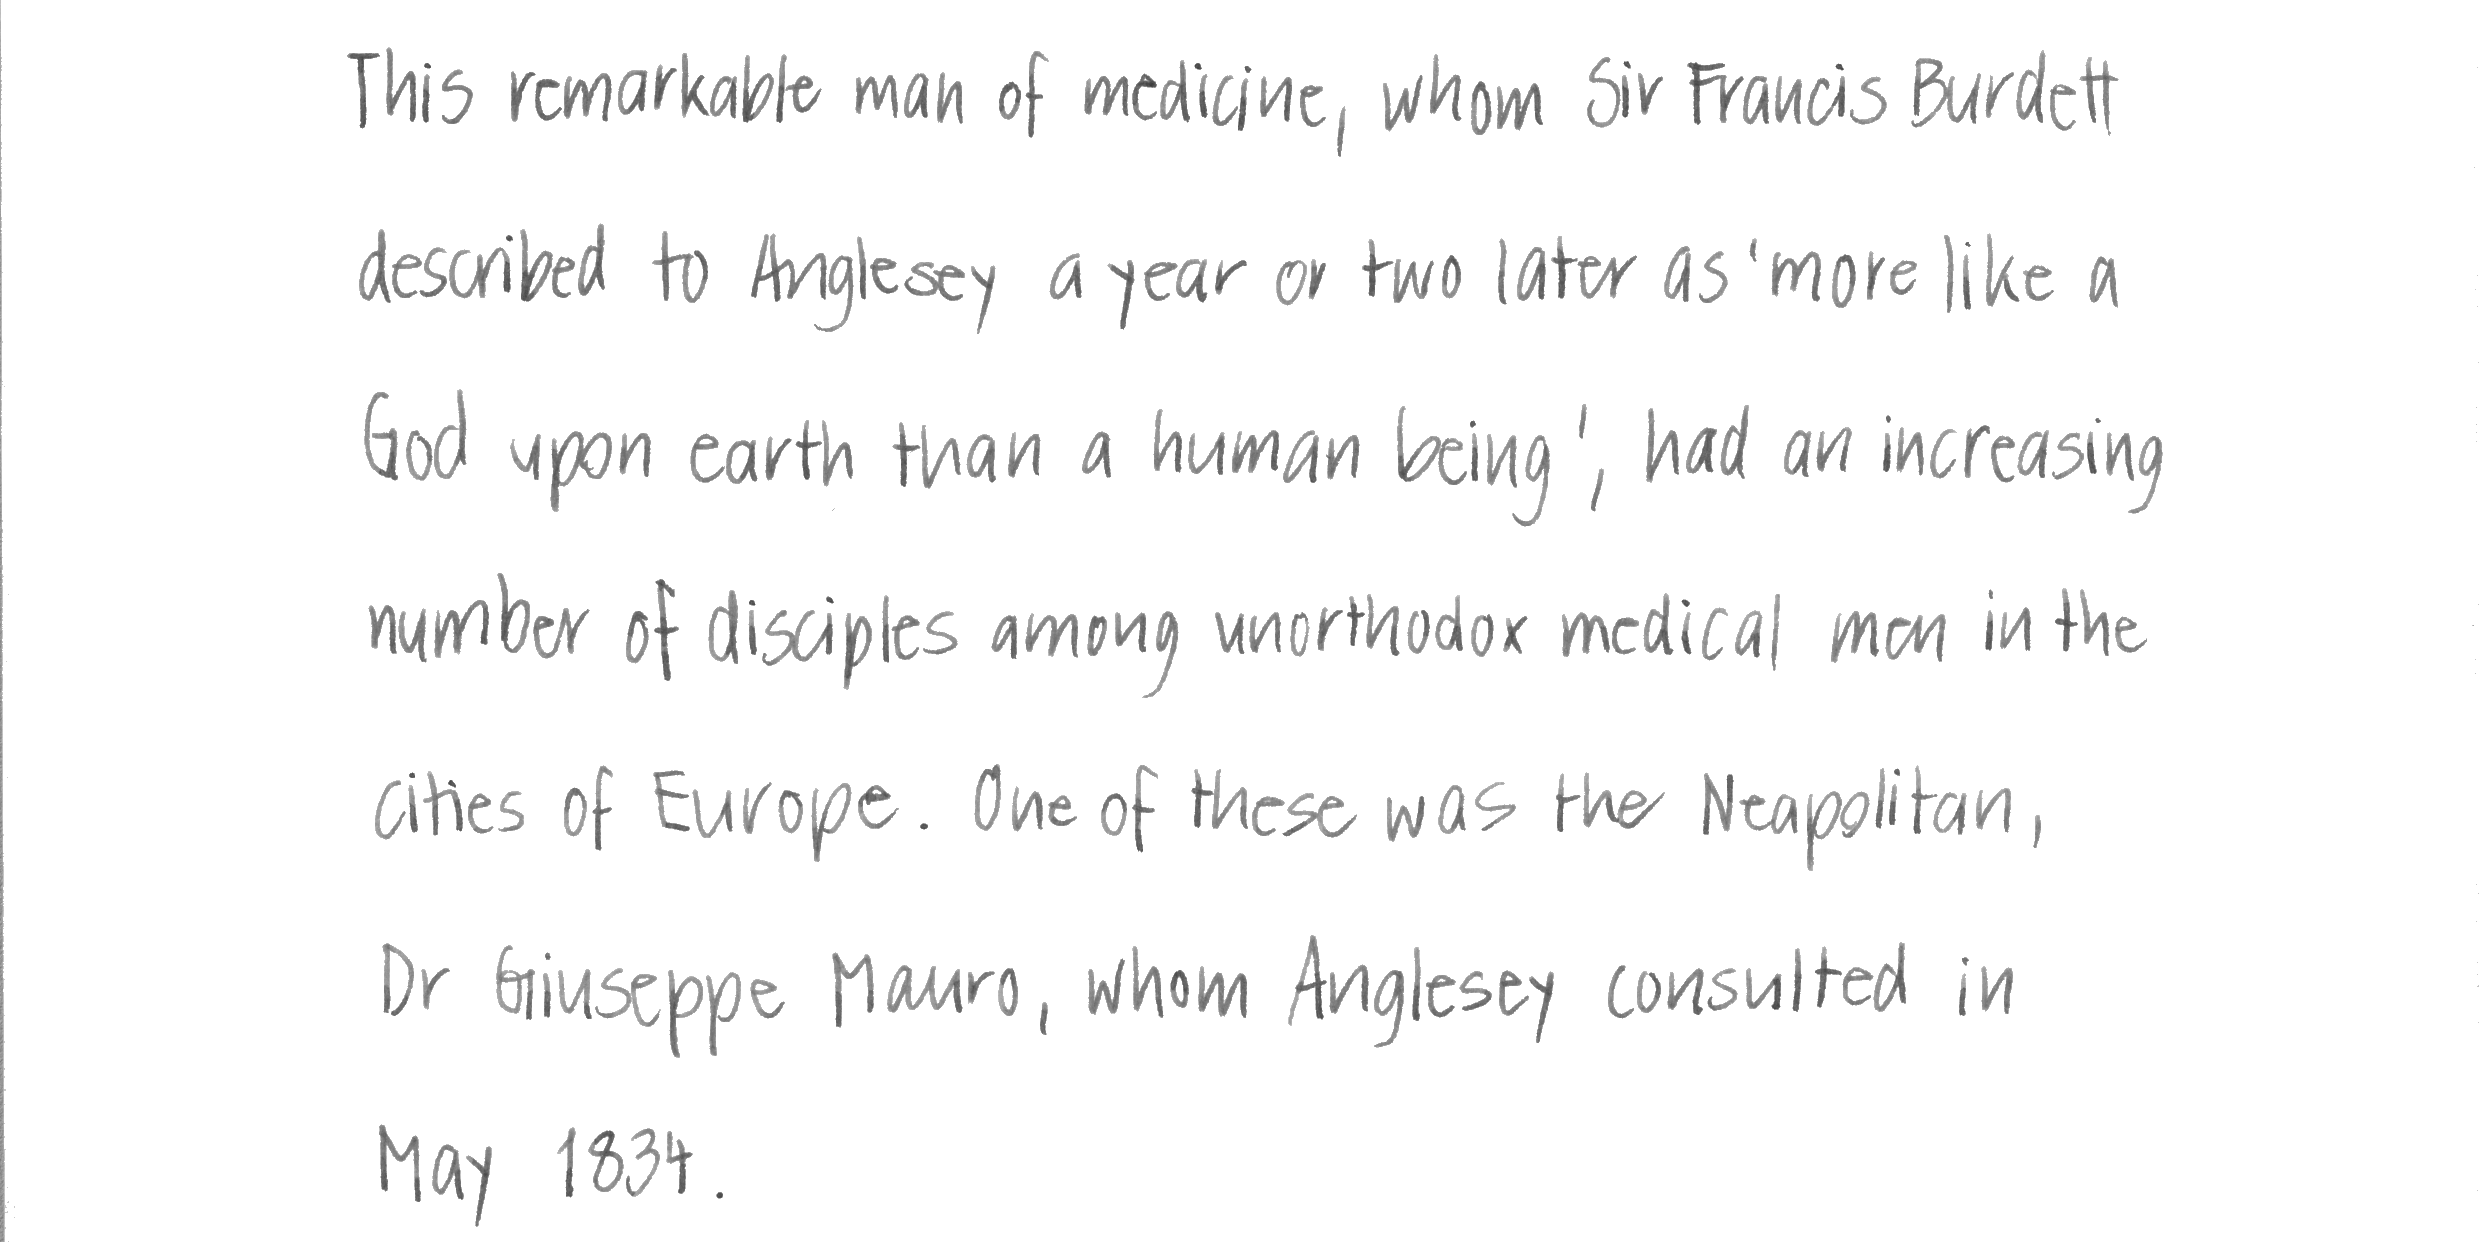 This remarkable man of medicine, whom Sir Francis Burdett
described to Anglesey a year or two later as 'more like a
God upon earth than a human being', had an increasing
number of disciples among unorthodox medical men in the
cities of Europe. One of these was the Neapolitan,
Dr Giuseppe Mauro, whom Anglesey consulted in
May 1834.